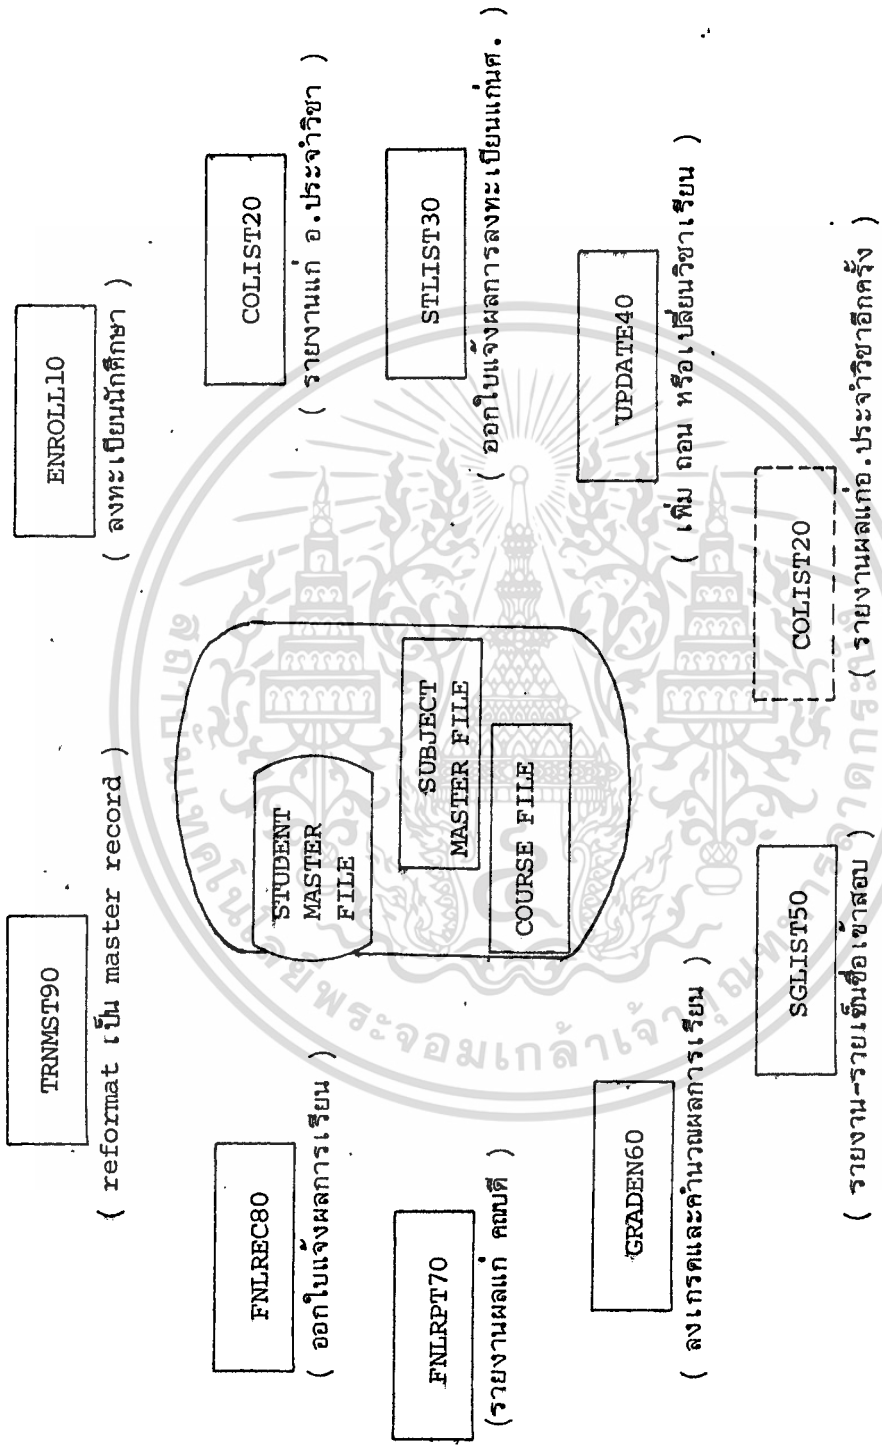 TRNMST90
( reformat เป็น master record )
ENROLL10
( ลงทะเบียนนักศึกษา )
FNLREC80
( ออกใบแจ้งผลการเรียน )
COLIST20
( รายงานแก่ อ.ประจำวิชา )
STUDENT
MASTER
FILE
FNLRPT70
(รายงานผลแก่ คณบดี )
STLIST30
( ออกใบแจ้งผลการลงทะเบียนแก่นศ. )
SUBJECT
MASTER FILE
COURSE FILE
GRADEN60
( ลงเกรดและคำนวณผลการเรียน )
UPDATE40
( เพิ่ม ถอน หรือเปลี่ยนวิชาเรียน )
SGLIST50
( รายงาน-รายเซ็นชื่อเข้าสอบ )
COLIST20
( รายงานผลแก่อ.ประจำวิชาอีกครั้ง )